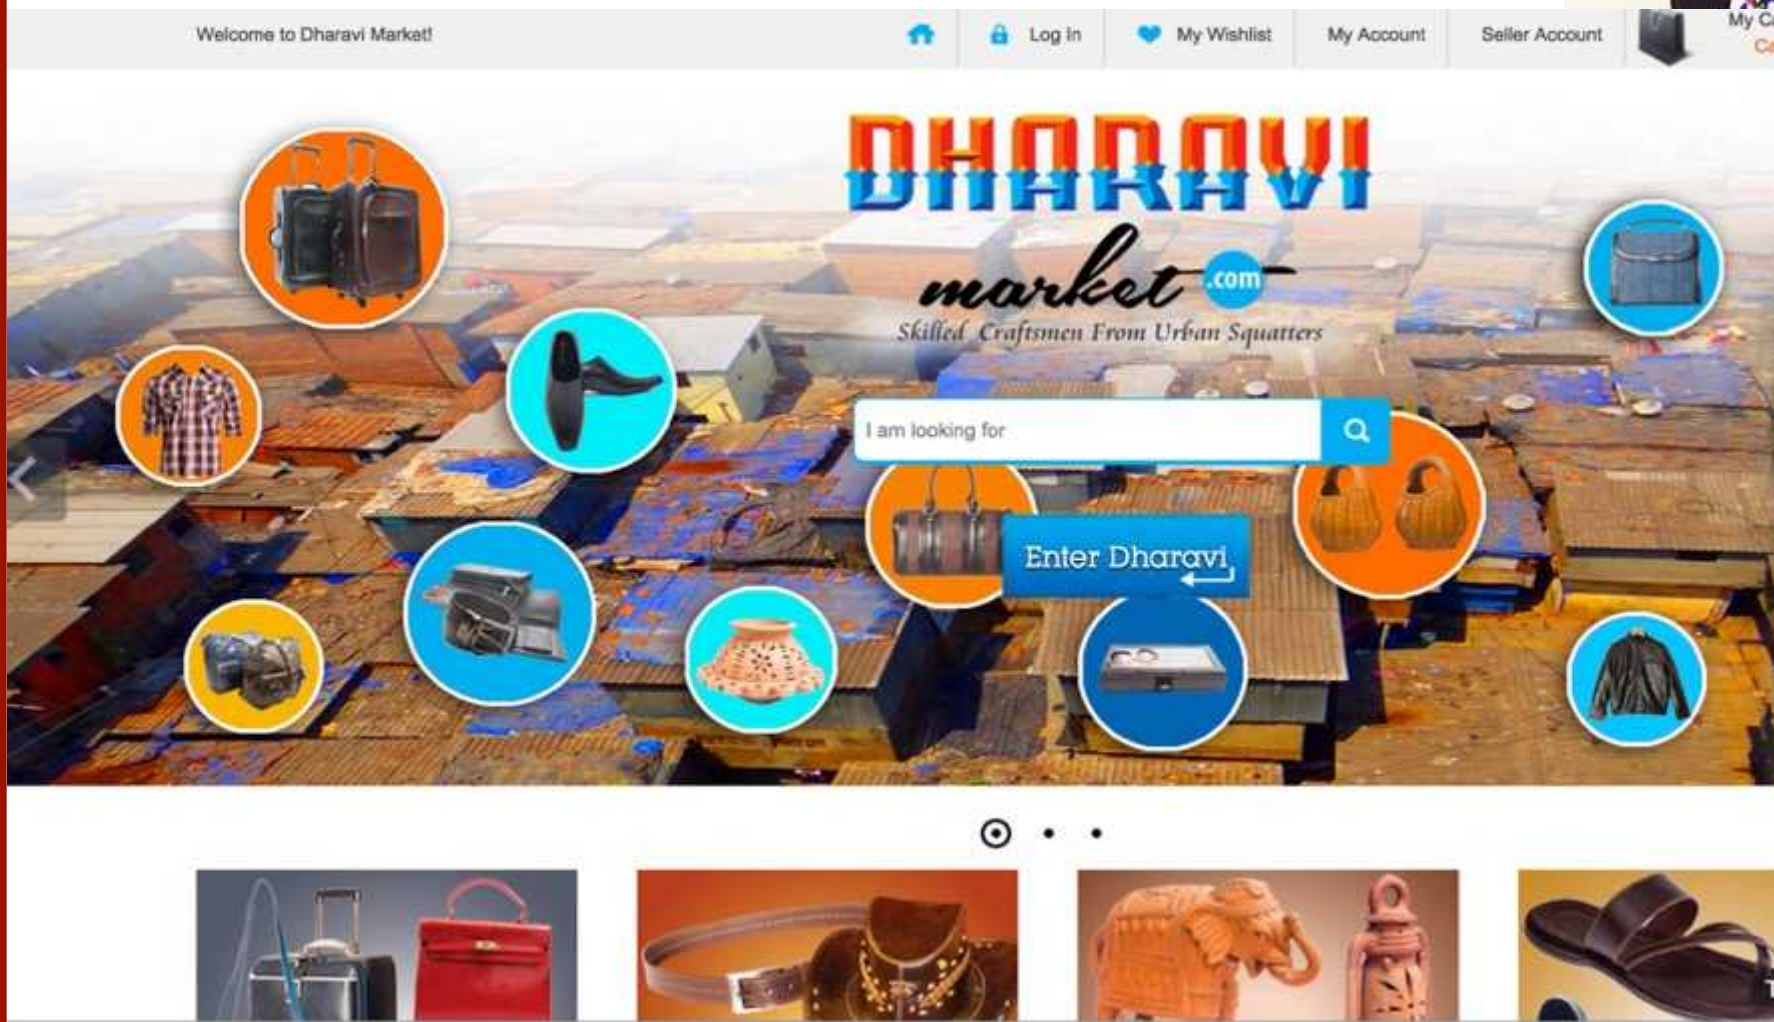 Welcome to Dharavi Market!
Log In
My Wishlist
My Account
Seller Account
My
DHARAVI
market .com
Skilled Craftsmen From Urban Squatters
I am looking for
Enter Dharavi